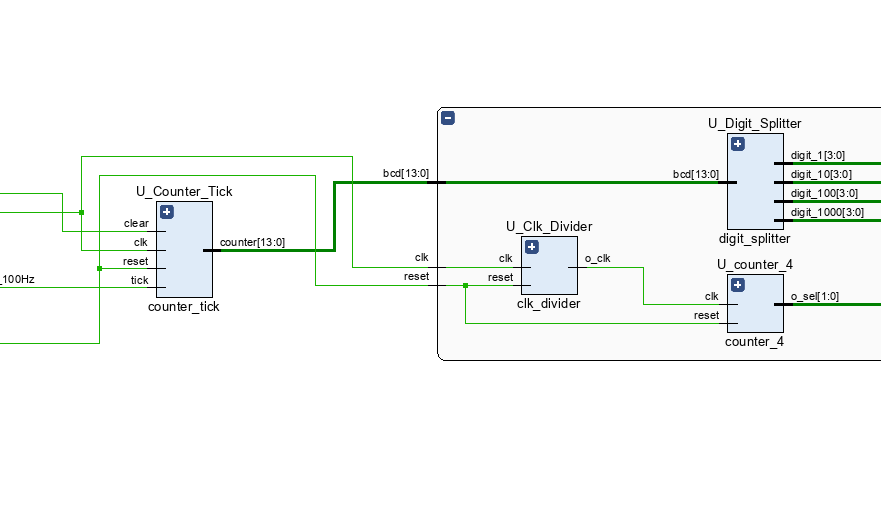 U_Counter_Tick
clear
clk
reset
tick
counter[13:0]
counter_tick
_100Hz
bcd[13:0]
clk
reset
U_Clk_Divider
clk
reset
o_clk
clk_divider
U_Digit_Splitter
bcd[13:0]
digit_1[3:0]
digit_10[3:0]
digit_100[3:0]
digit_1000[3:0]
digit_splitter
U_counter_4
clk
reset
o_sel[1:0]
counter_4